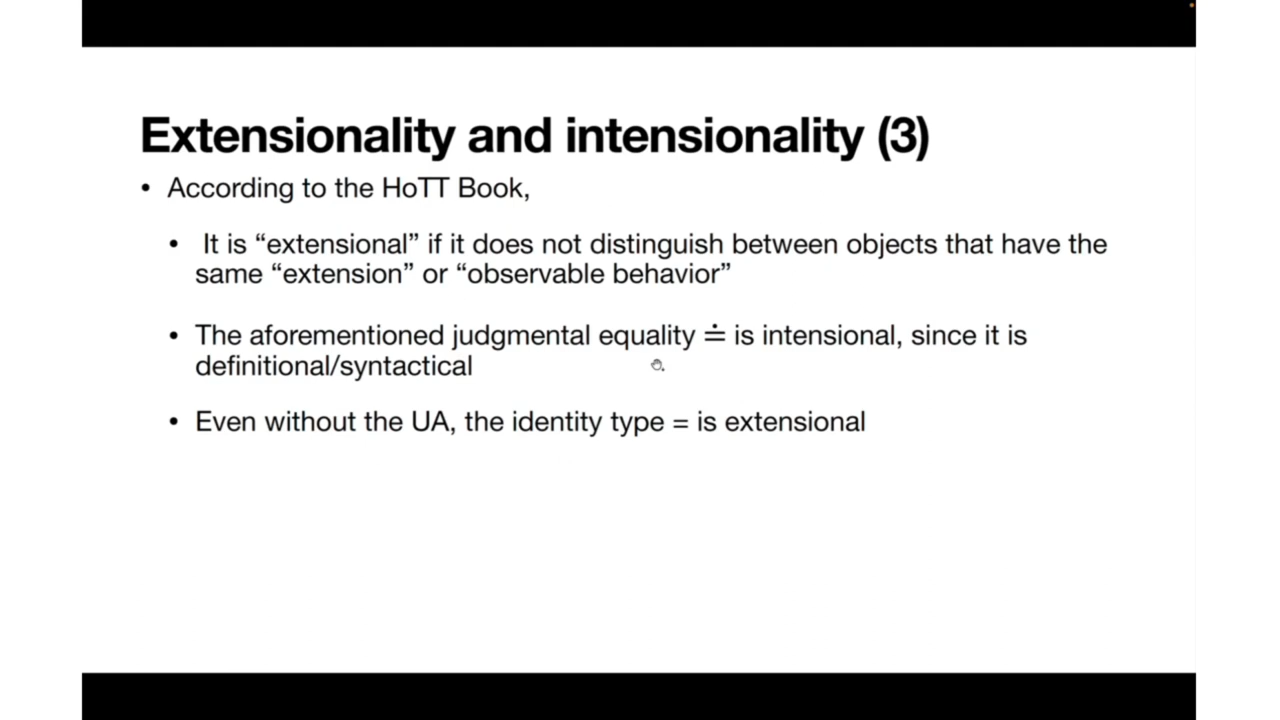 Extensionality and intensionality (3)
• According to the HoTT Book,
• It is “extensional” if it does not distinguish between objects that have the
same “extension” or “observable behavior”
• The aforementioned judgmental equality ≐ is intensional, since it is
definitional/syntactical
• Even without the UA, the identity type = is extensional